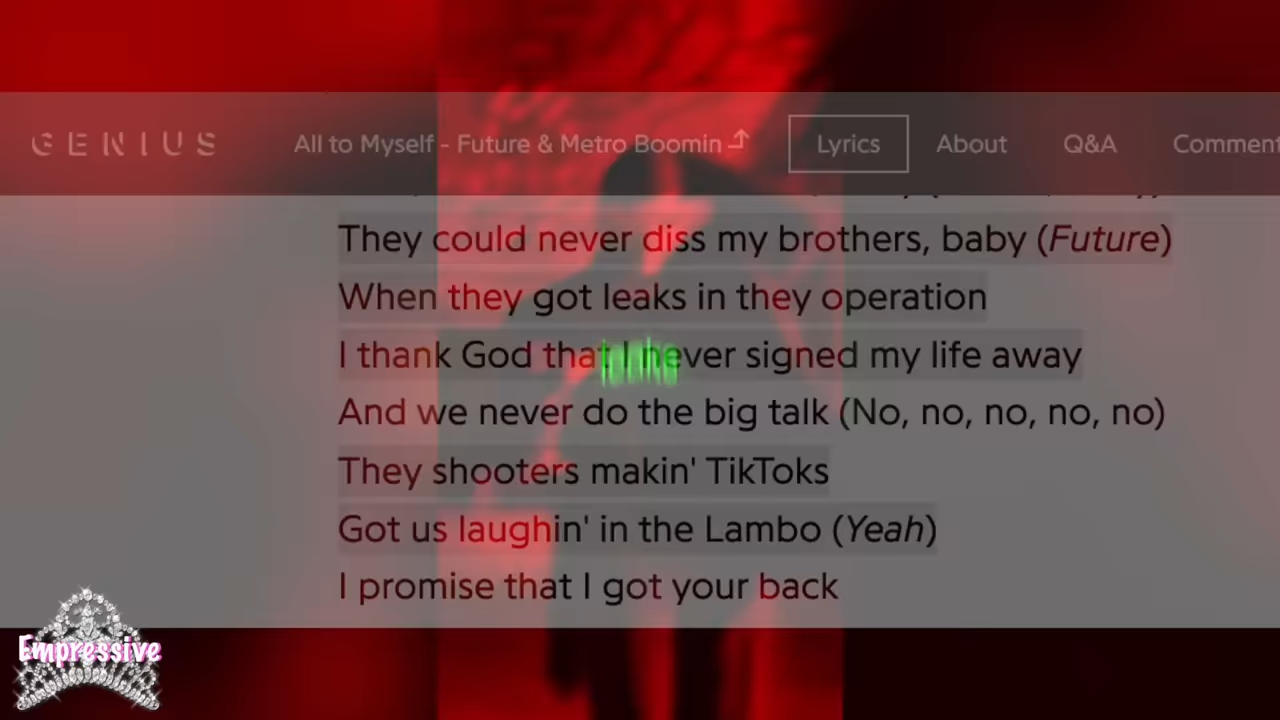 GENIUS
All to Myself - Future & Metro Boomin
Lyrics
About
Q&A
Comment
They could never diss my brothers, baby (Future)
When they got leaks in they operation
I thank God that I never signed my life away
And we never do the big talk (No, no, no, no, no)
They shooters makin' TikToks
Got us laughin' in the Lambo (Yeah)
I promise that I got your back
Empressive